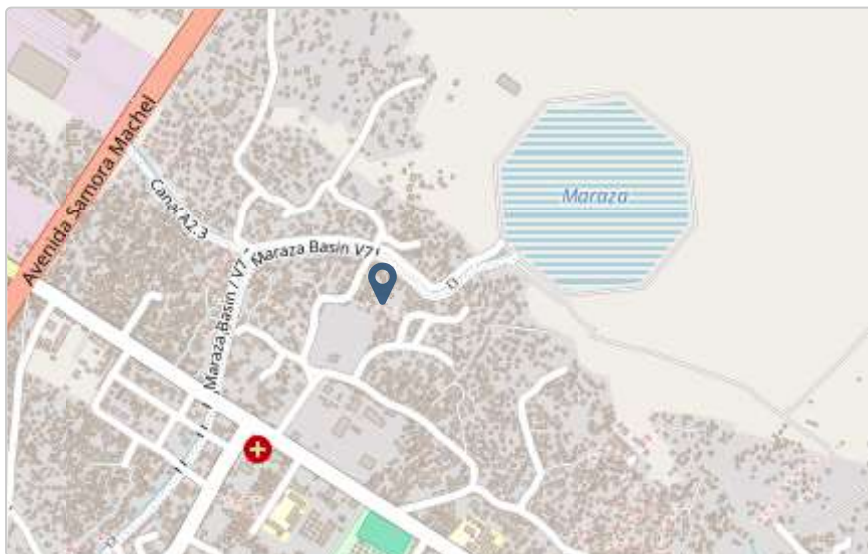 Avenida Samora Machel
Canal A2.3
Maraza
Maraza Basin V7
Maraza Basin / V7